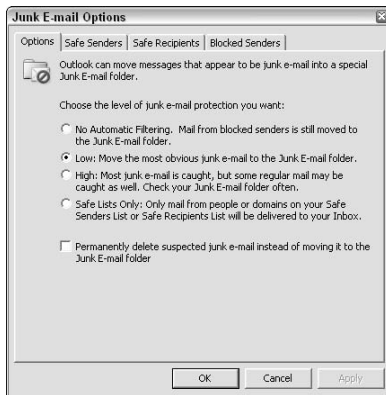 Junk E-mail Options
Options Safe Senders Safe Recipients Blocked Senders
Outlook can move messages that appear to be junk e-mail into a special
Junk E-mail folder.
Choose the level of junk e-mail protection you want:
No Automatic Filtering. Mail from blocked senders is still moved to
the Junk E-mail folder.
Low: Move the most obvious junk e-mail to the Junk E-mail folder.
High: Most junk e-mail is caught, but some regular mail may be
caught as well. Check your Junk E-mail folder often.
Safe Lists Only: Only mail from people or domains on your Safe
Senders List or Safe Recipients List will be delivered to your Inbox.
Permanently delete suspected junk e-mail instead of moving it to the
Junk E-mail folder
OK Cancel Apply